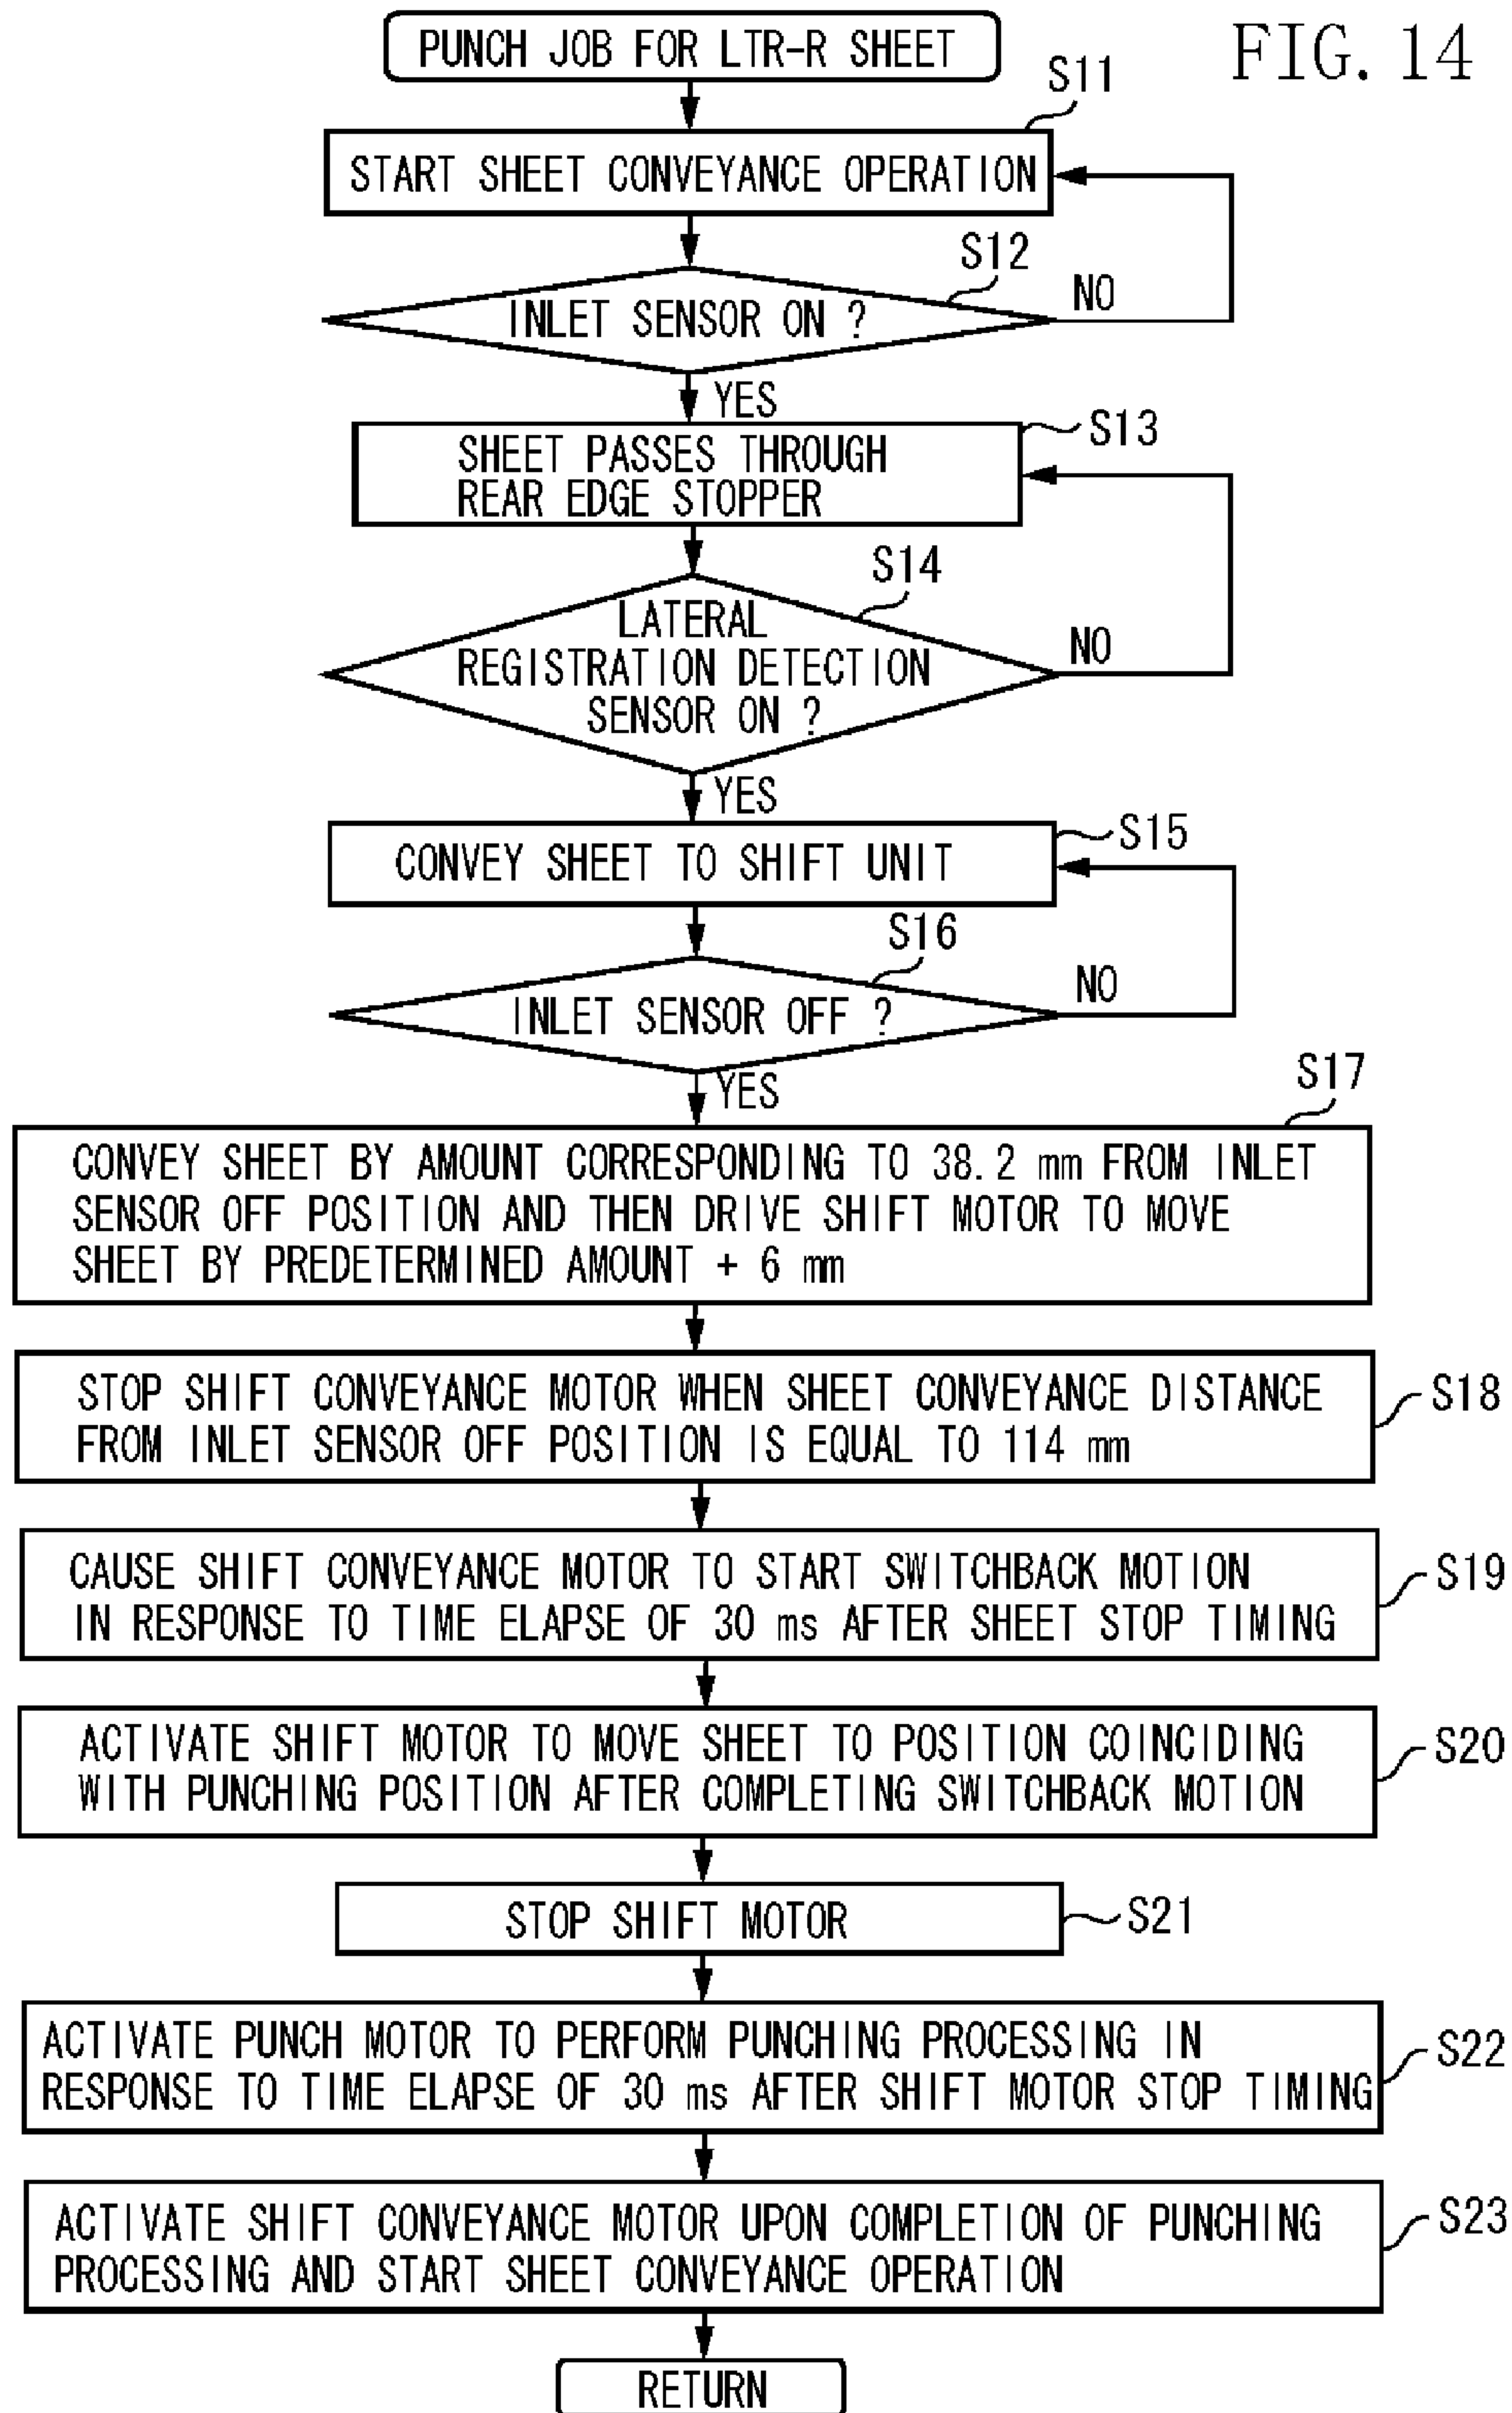 FIG. 14
PUNCH JOB FOR LTR-R SHEET
S11
START SHEET CONVEYANCE OPERATION
S12
INLET SENSOR ON ?
NO
YES
S13
SHEET PASSES THROUGH
REAR EDGE STOPPER
S14
LATERAL
REGISTRATION DETECTION
SENSOR ON ?
NO
YES
S15
CONVEY SHEET TO SHIFT UNIT
S16
INLET SENSOR OFF ?
NO
YES
S17
CONVEY SHEET BY AMOUNT CORRESPONDING TO 38.2 mm FROM INLET
SENSOR OFF POSITION AND THEN DRIVE SHIFT MOTOR TO MOVE
SHEET BY PREDETERMINED AMOUNT + 6 mm
STOP SHIFT CONVEYANCE MOTOR WHEN SHEET CONVEYANCE DISTANCE
FROM INLET SENSOR OFF POSITION IS EQUAL TO 114 mm
S18
CAUSE SHIFT CONVEYANCE MOTOR TO START SWITCHBACK MOTION
IN RESPONSE TO TIME ELAPSE OF 30 ms AFTER SHEET STOP TIMING
S19
ACTIVATE SHIFT MOTOR TO MOVE SHEET TO POSITION COINCIDING
WITH PUNCHING POSITION AFTER COMPLETING SWITCHBACK MOTION
S20
STOP SHIFT MOTOR
S21
ACTIVATE PUNCH MOTOR TO PERFORM PUNCHING PROCESSING IN
RESPONSE TO TIME ELAPSE OF 30 ms AFTER SHIFT MOTOR STOP TIMING
S22
ACTIVATE SHIFT CONVEYANCE MOTOR UPON COMPLETION OF PUNCHING
PROCESSING AND START SHEET CONVEYANCE OPERATION
S23
RETURN